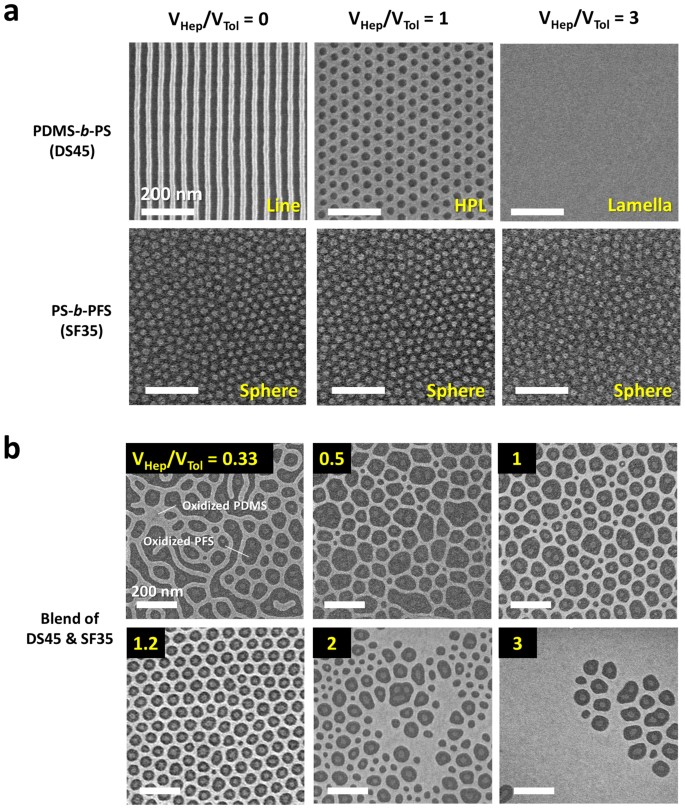 a
V_Hep/V_Tol = 0
V_Hep/V_Tol = 1
V_Hep/V_Tol = 3
PDMS-b-PS
(DS45)
200 nm
Line
HPL
Lamella
PS-b-PFS
(SF35)
Sphere
Sphere
Sphere
b
V_Hep/V_Tol = 0.33
0.5
1
Oxidized PDMS
Oxidized PFS
200 nm
Blend of
DS45 & SF35
1.2
2
3